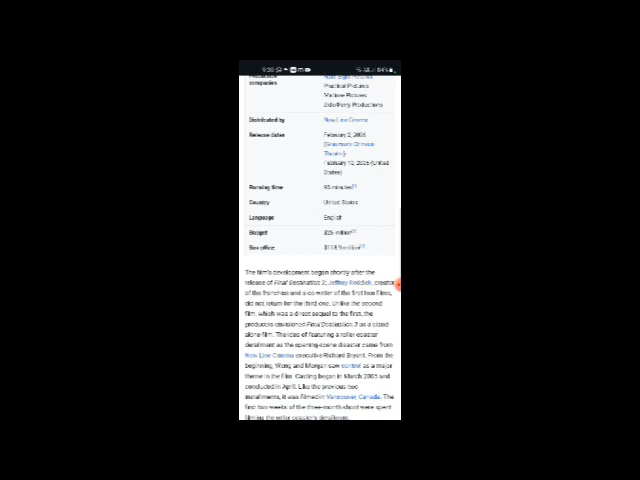 companies
Practical Pictures
Matinee Pictures
Zide/Perry Productions
Distributed by New Line Cinema
Release dates February 2, 2006
(Grauman's Chinese
Theatre)
February 10, 2006 (United
States)
Running time 93 minutes[1]
Country United States
Language English
Budget $25 million
Box office
The film's development began shortly after the
release of Final Destination 2; Jeffrey Reddick, creator
of the franchise and a co-writer of the first two films,
did not return for the third one. Unlike the second
film, which was a direct sequel to the first, the
producers envisioned Final Destination 3 as a stand-
alone film. The idea of featuring a roller coaster
derailment as the opening-scene disaster came from
New Line Cinema executive Richard Bryant. From the
beginning, Wong and Morgan saw control as a major
theme in the film. Casting began in March 2005 and
concluded in April. Like the previous two
installments, it was filmed in Vancouver, Canada. The
first two weeks of the three-month shoot were spent
filming the roller coaster's derailment.